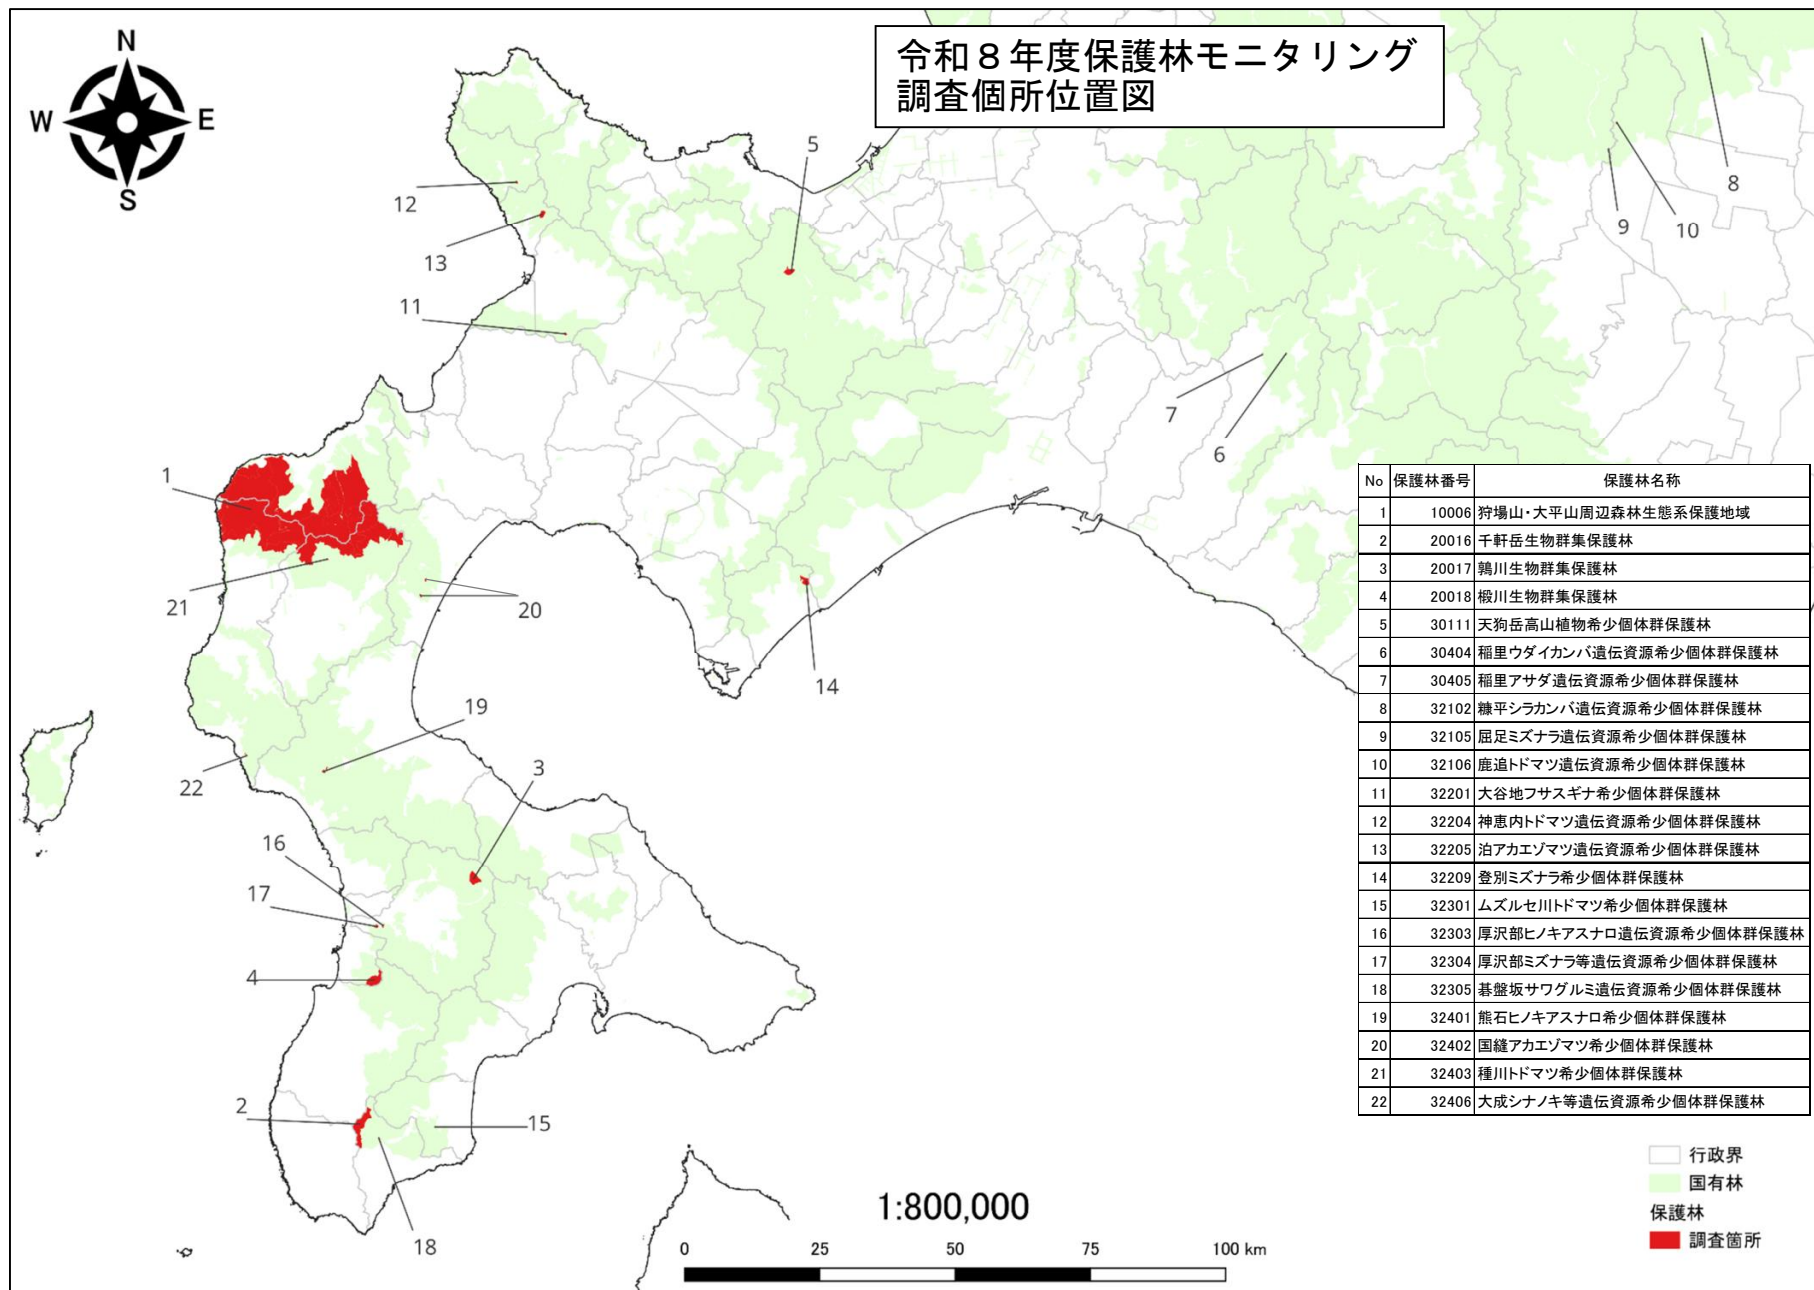 令和８年度保護林モニタリング
調査個所位置図
N
W
E
S
5
12
13
8
9
10
11
7
6
1
21
20
14
19
3
22
16
17
4
2
15
18
No 保護林番号 保護林名称
1 10006 狩場山・大平山周辺森林生態系保護地域
2 20016 千軒岳生物群集保護林
3 20017 鶉川生物群集保護林
4 20018 椴川生物群集保護林
5 30111 天狗岳高山植物希少個体群保護林
6 30404 稲里ウダイカンバ遺伝資源希少個体群保護林
7 30405 稲里アサダ遺伝資源希少個体群保護林
8 32102 糠平シラカンバ遺伝資源希少個体群保護林
9 32105 屈足ミズナラ遺伝資源希少個体群保護林
10 32106 鹿追トドマツ遺伝資源希少個体群保護林
11 32201 大谷地フサスギナ希少個体群保護林
12 32204 神恵内トドマツ遺伝資源希少個体群保護林
13 32205 泊アカエゾマツ遺伝資源希少個体群保護林
14 32209 登別ミズナラ希少個体群保護林
15 32301 ムズルセ川トドマツ希少個体群保護林
16 32303 厚沢部ヒノキアスナロ遺伝資源希少個体群保護林
17 32304 厚沢部ミズナラ等遺伝資源希少個体群保護林
18 32305 碁盤坂サワグルミ遺伝資源希少個体群保護林
19 32401 熊石ヒノキアスナロ希少個体群保護林
20 32402 国縫アカエゾマツ希少個体群保護林
21 32403 種川トドマツ希少個体群保護林
22 32406 大成シナノキ等遺伝資源希少個体群保護林
行政界
国有林
保護林
調査箇所
1:800,000
0 25 50 75 100 km